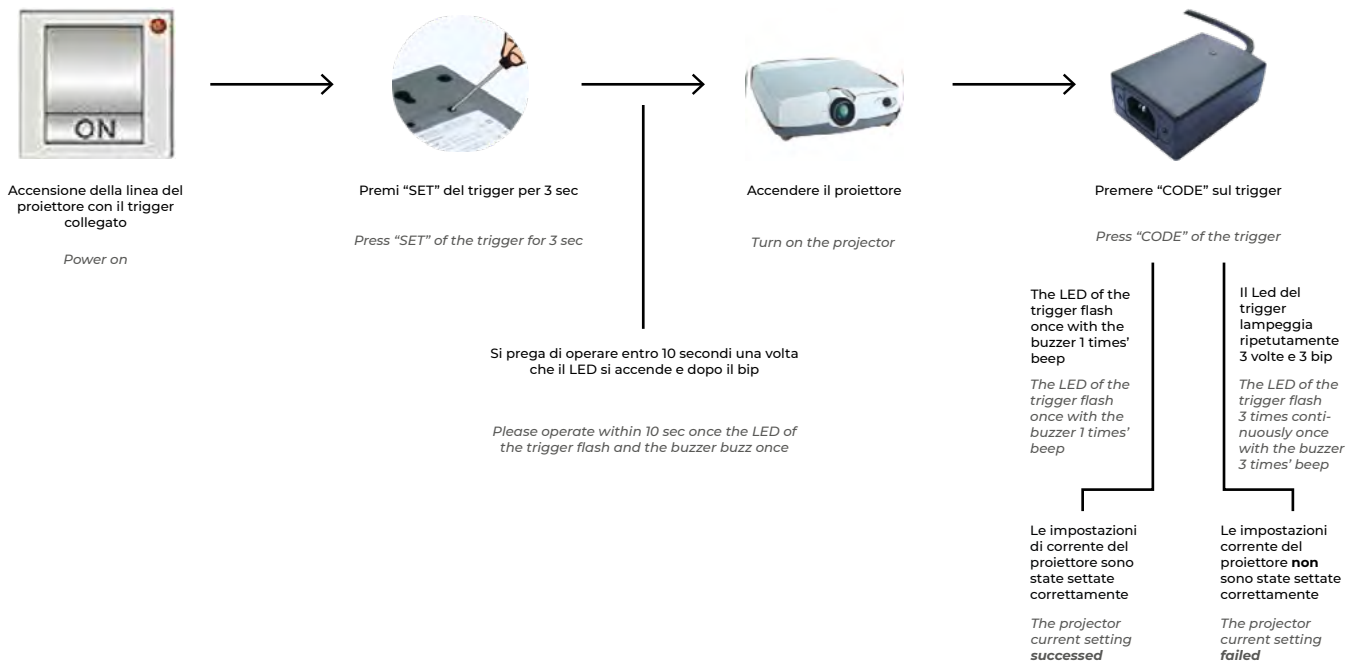 ON
Accensione della linea del
proiettore con il trigger
collegato
Power on
Premi “SET” del trigger per 3 sec
Press “SET” of the trigger for 3 sec
Si prega di operare entro 10 secondi una volta
che il LED si accende e dopo il bip
Please operate within 10 sec once the LED of
the trigger flash and the buzzer buzz once
Accendere il proiettore
Turn on the projector
Premere “CODE” sul trigger
Press “CODE” of the trigger
The LED of the
trigger flash
once with the
buzzer 1 times’
beep
The LED of the
trigger flash
once with the
buzzer 1 times’
beep
Le impostazioni
di corrente del
proiettore sono
state settate
correttamente
The projector
current setting
successed
Il Led del
trigger
lampeggia
ripetutamente
3 volte e 3 bip
The LED of the
trigger flash
3 times conti-
nuously once
with the buzzer
3 times’ beep
Le impostazioni
corrente del
proiettore non
sono state settate
correttamente
The projector
current setting
failed